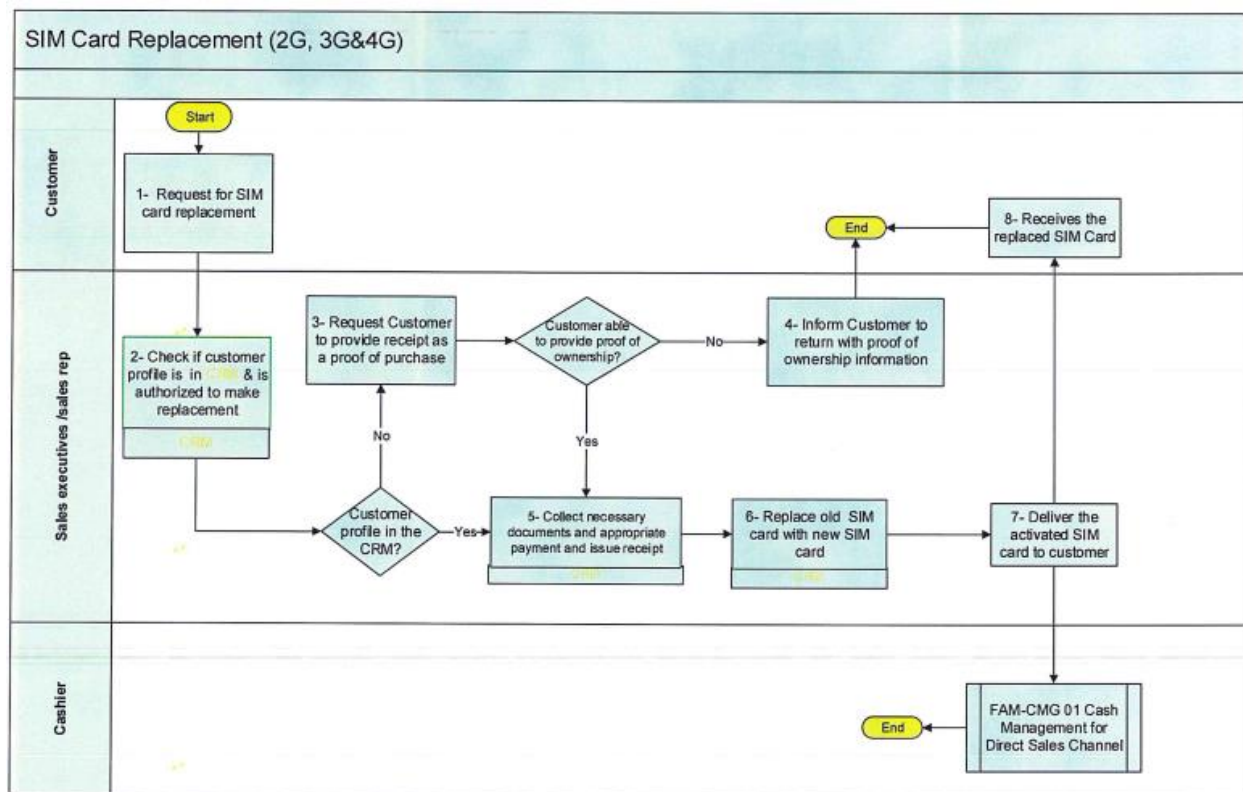 SIM Card Replacement (2G, 3G&4G)
Customer
Start
1- Request for SIM
card replacement
End
8- Receives the
replaced SIM Card
Sales executives /sales rep
2- Check if customer
profile is in CRM & is
authorized to make
replacement
CRM
3- Request Customer
to provide receipt as
a proof of purchase
Customer able
to provide proof of
ownership?
No
4- Inform Customer to
return with proof of
ownership information
No
Yes
Customer
profile in the
CRM?
Yes
5- Collect necessary
documents and appropriate
payment and issue receipt
CRM
6- Replace old SIM
card with new SIM
card
CRM
7- Deliver the
activated SIM
card to customer
Cashier
End
FAM-CMG 01 Cash
Management for
Direct Sales Channel